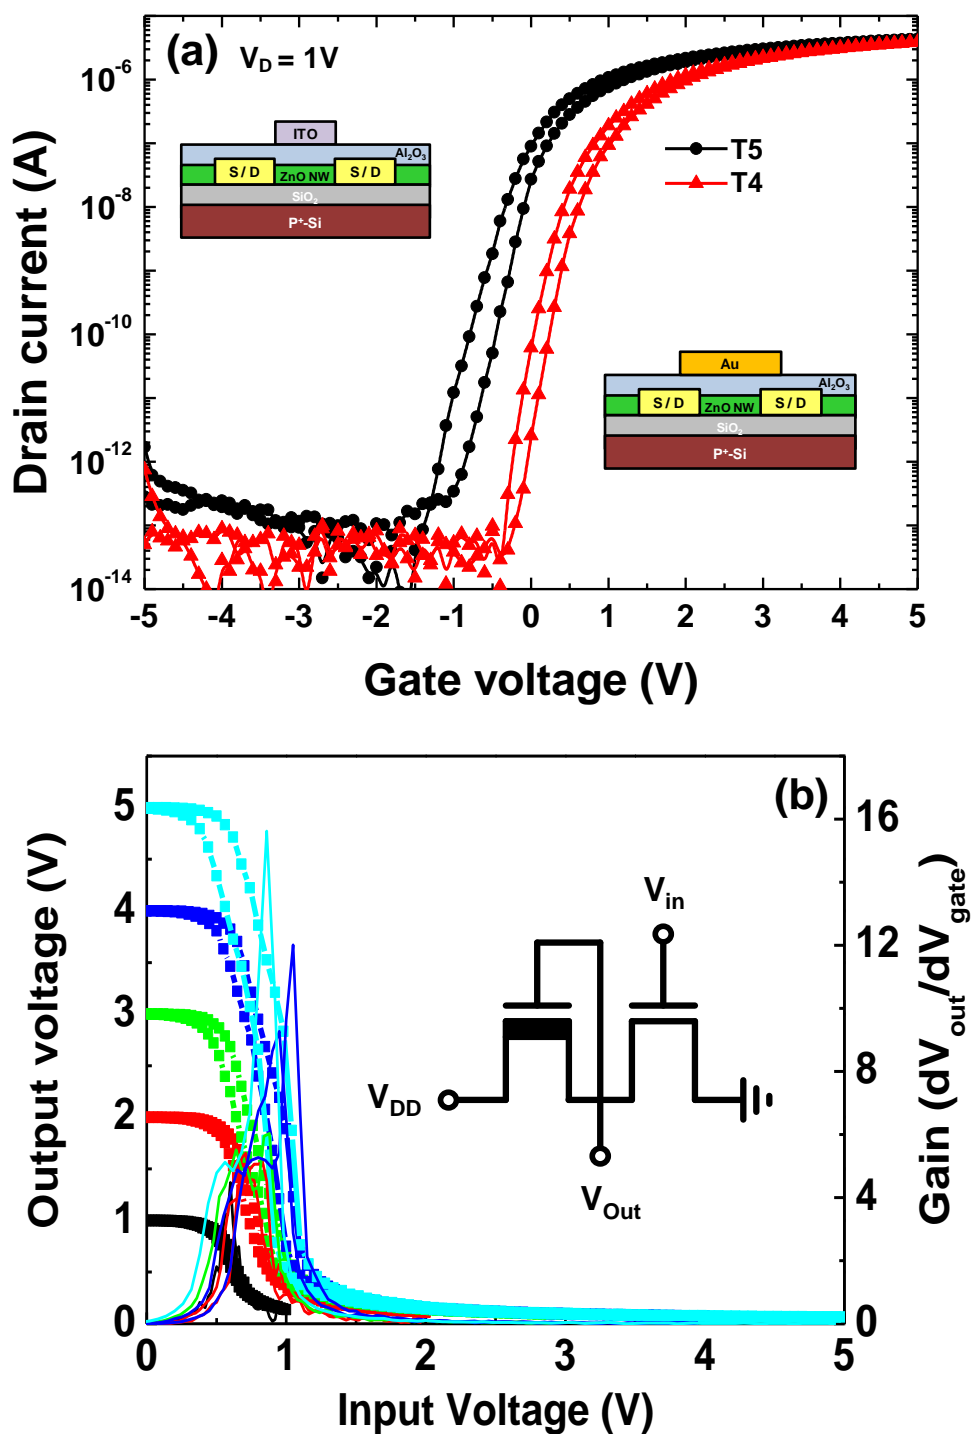 (a) V_D = 1V
10^-6
10^-8
10^-10
10^-12
10^-14
Drain current (A)
ITO
Al₂O₃
S / D ZnO NW S / D
SiO₂
P⁺-Si
T5
T4
Au
Al₂O₃
S / D ZnO NW S / D
SiO₂
P⁺-Si
-5 -4 -3 -2 -1 0 1 2 3 4 5
Gate voltage (V)
(b)
5
4
3
2
1
0
Output voltage (V)
V_in
V_DD
V_Out
16
12
8
4
0
Gain (dV_out/dV_gate)
0 1 2 3 4 5
Input Voltage (V)